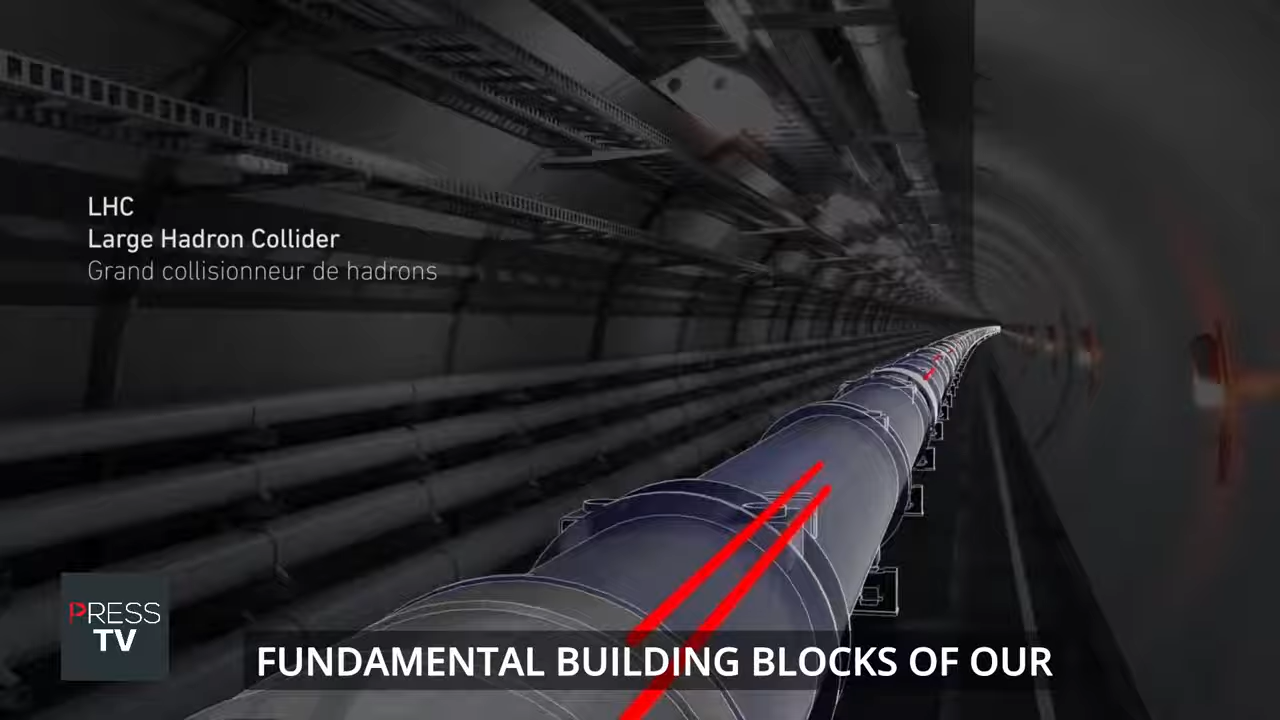 LHC
Large Hadron Collider
Grand collisionneur de hadrons
PRESS
TV
FUNDAMENTAL BUILDING BLOCKS OF OUR